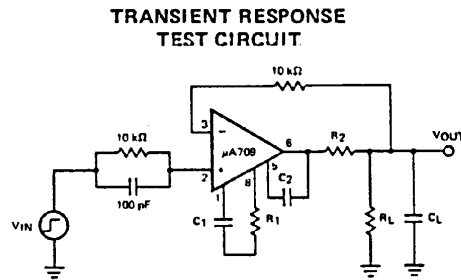 TRANSIENT RESPONSE
TEST CIRCUIT
10 kΩ
10 kΩ
3
−
μA709
6
R2
VOUT
2
+
5
1
8
C2
100 pF
C1
R1
VIN
RL
CL